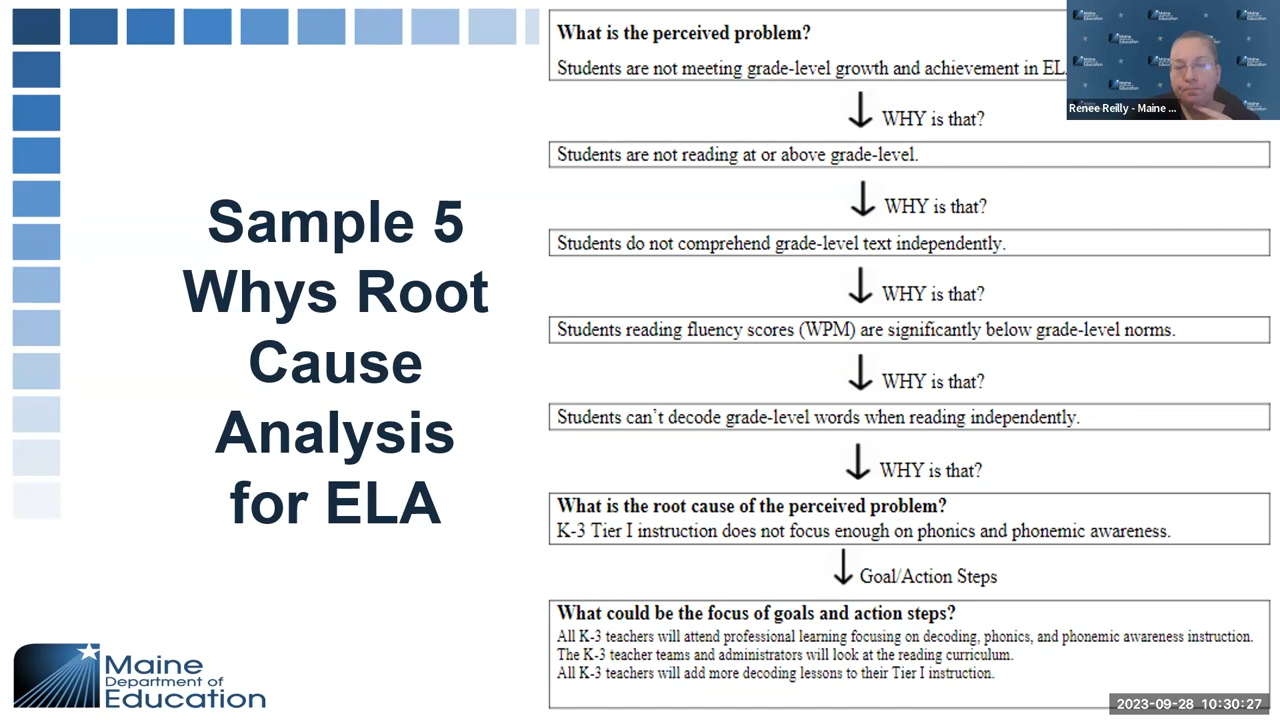 Sample 5
Whys Root
Cause
Analysis
for ELA
Maine
Department of
Education
What is the perceived problem?
Students are not meeting grade-level growth and achievement in EL
WHY is that?
Students are not reading at or above grade-level.
WHY is that?
Students do not comprehend grade-level text independently.
WHY is that?
Students reading fluency scores (WPM) are significantly below grade-level norms.
WHY is that?
Students can't decode grade-level words when reading independently.
WHY is that?
What is the root cause of the perceived problem?
K-3 Tier I instruction does not focus enough on phonics and phonemic awareness.
Goal/Action Steps
What could be the focus of goals and action steps?
All K-3 teachers will attend professional learning focusing on decoding, phonics, and phonemic awareness instruction.
The K-3 teacher teams and administrators will look at the reading curriculum.
All K-3 teachers will add more decoding lessons to their Tier I instruction.
Renee Reilly - Maine ...
2023-09-28 10:30:27